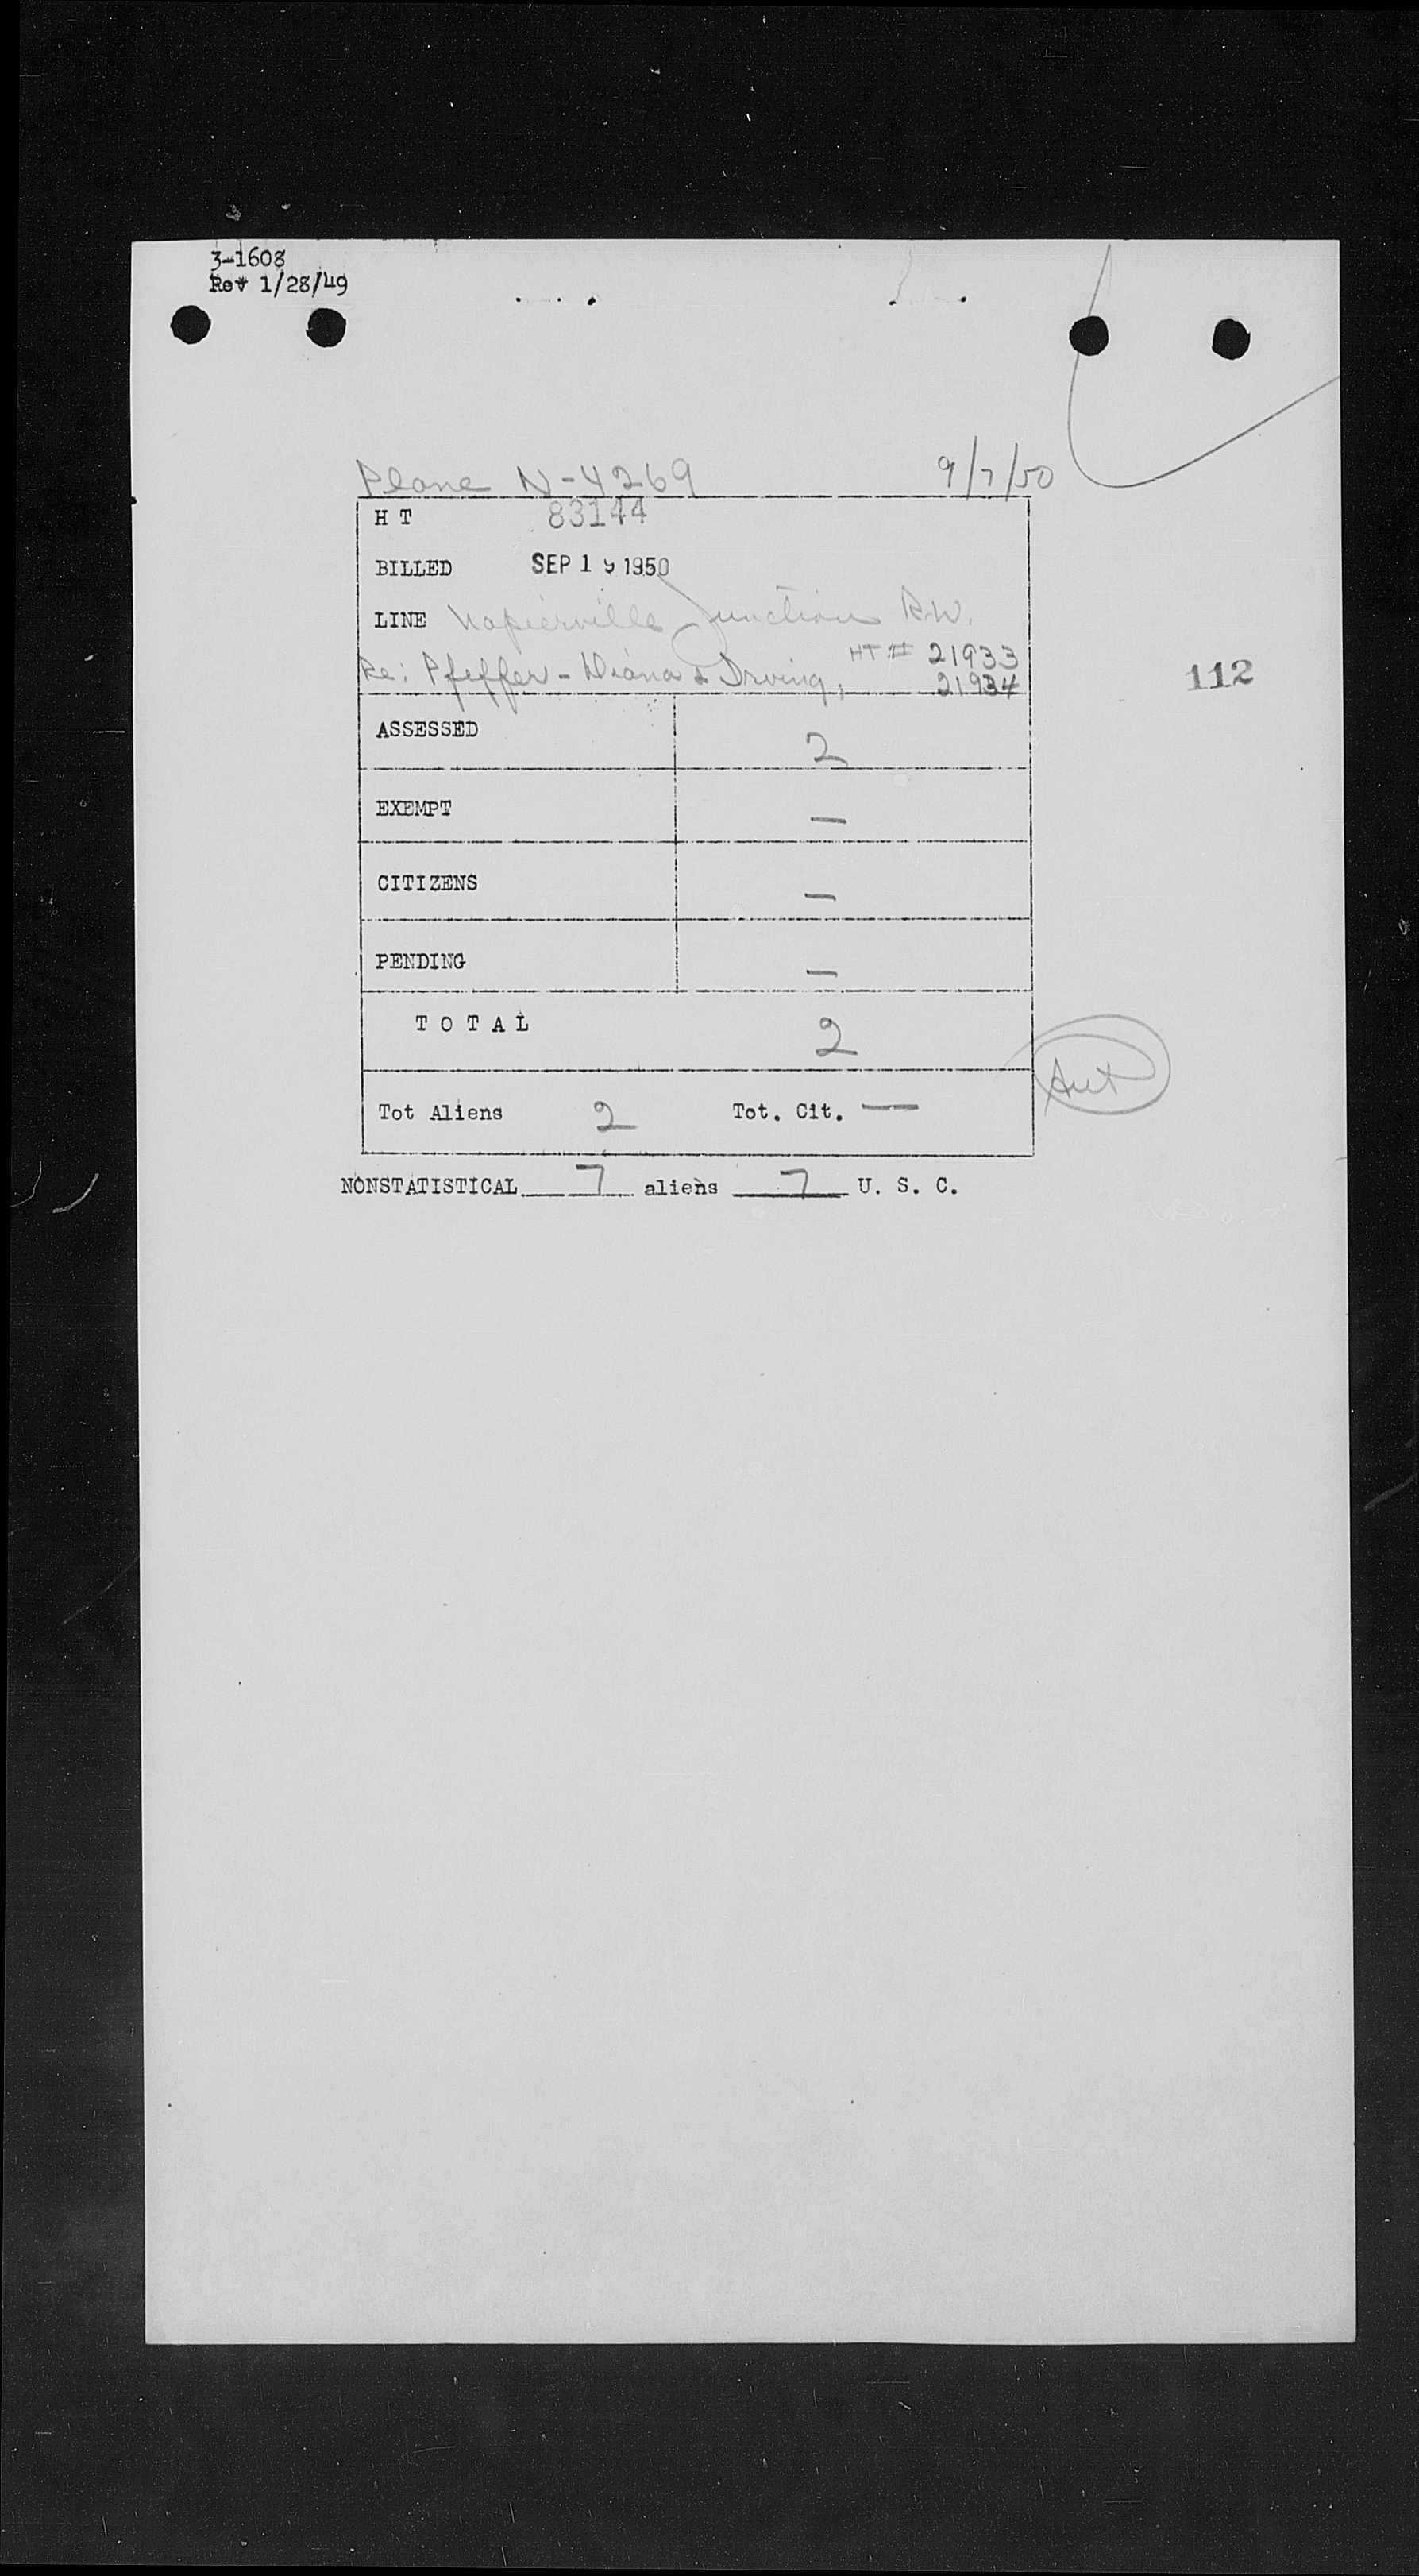 3-1608
Rev 1/28/49
Plane N-4269 9/7/50
H T 83144
BILLED SEP 1 1950
LINE Napierville Junction R.W.
Re: Pfeffer - Diana & Irving, HT # 21933
21934
112
ASSESSED 2
EXEMPT —
CITIZENS —
PENDING —
T O T A L 2
Tot Aliens 2 Tot. Cit. —
NONSTATISTICAL 7 aliens 7 U. S. C.